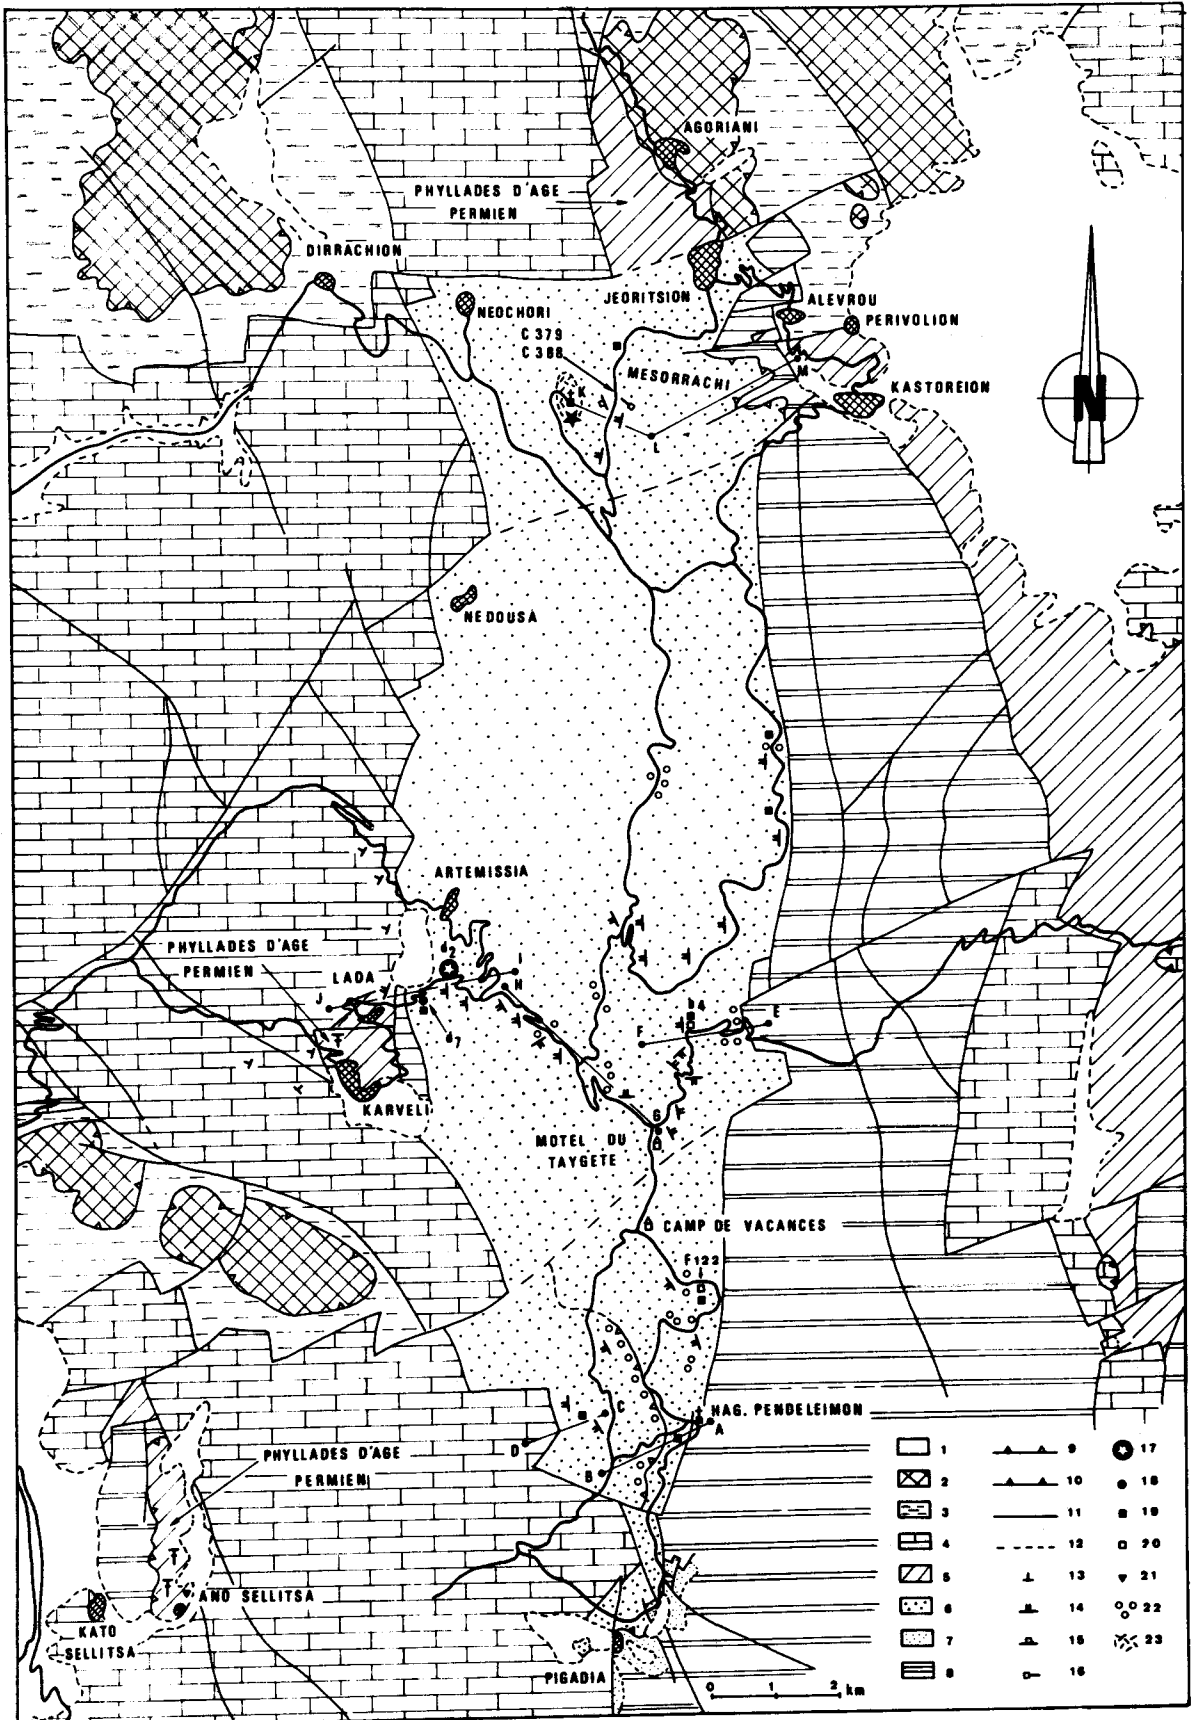 AGORIANI
PHYLLADES D'AGE
PERMIEN
DIRRACHION
NEOCHORI
JEORITSION
ALEVROU
PERIVOLION
C 379
C 388
MESORRACHI
K
M
KASTOREION
L
N
NEDOUSA
ARTEMISSIA
PHYLLADES D'AGE
PERMIEN
LADA
d2
I
H
J
d7
b4
E
F
KARVELI
G
MOTEL DU
TAYGETE
CAMP DE VACANCES
F 122
HAG. PENDELEIMON
A
C
D
B
PHYLLADES D'AGE
PERMIEN
ANO SELLITSA
KATO
SELLITSA
PIGADIA
1
2
3
4
5
6
7
8
9
10
11
12
13
14
15
16
17
18
19
20
21
22
23
0 1 2 km